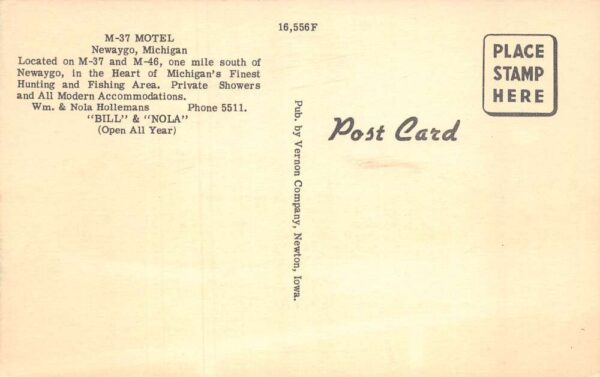 16,556F
M-37 MOTEL
Newaygo, Michigan
Located on M-37 and M-46, one mile south of
Newaygo, in the Heart of Michigan's Finest
Hunting and Fishing Area. Private Showers
and All Modern Accommodations.
Wm. & Nola Hollemans Phone 5511.
"BILL" & "NOLA"
(Open All Year)
Pub. by Vernon Company, Newton, Iowa.
Post Card
PLACE
STAMP
HERE